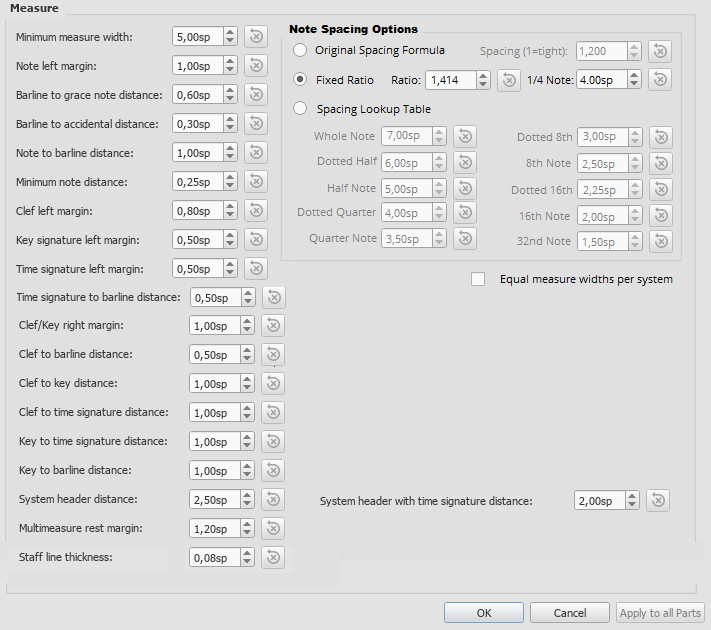 Measure
Minimum measure width: 5,00sp
Note left margin: 1,00sp
Barline to grace note distance: 0,60sp
Barline to accidental distance: 0,30sp
Note to barline distance: 1,00sp
Minimum note distance: 0,25sp
Clef left margin: 0,80sp
Key signature left margin: 0,50sp
Time signature left margin: 0,50sp
Time signature to barline distance: 0,50sp
Clef/Key right margin: 1,00sp
Clef to barline distance: 0,50sp
Clef to key distance: 1,00sp
Clef to time signature distance: 1,00sp
Key to time signature distance: 1,00sp
Key to barline distance: 1,00sp
System header distance: 2,50sp
Multimeasure rest margin: 1,20sp
Staff line thickness: 0,08sp
Note Spacing Options
Original Spacing Formula Spacing (1=tight): 1,200
Fixed Ratio Ratio: 1,414 1/4 Note: 4.00sp
Spacing Lookup Table
Whole Note 7,00sp Dotted 8th 3,00sp
Dotted Half 6,00sp 8th Note 2,50sp
Half Note 5,00sp Dotted 16th 2,25sp
Dotted Quarter 4,00sp 16th Note 2,00sp
Quarter Note 3,50sp 32nd Note 1,50sp
Equal measure widths per system
System header with time signature distance: 2,00sp
OK Cancel Apply to all Parts